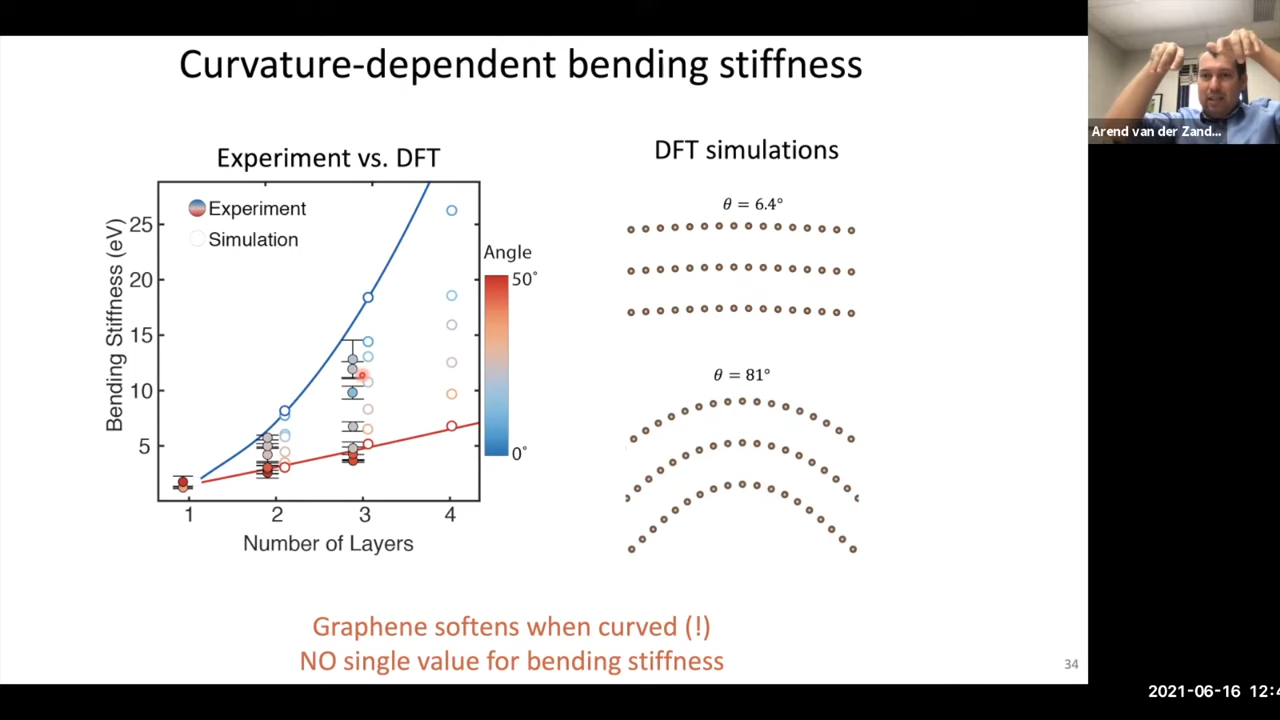 Curvature-dependent bending stiffness
Experiment vs. DFT
Experiment
Simulation
Bending Stiffness (eV)
25
20
15
10
5
1 2 3 4
Number of Layers
Angle
50°
0°
DFT simulations
θ = 6.4°
θ = 81°
Graphene softens when curved (!)
NO single value for bending stiffness
34
Arend van der Zand...
2021-06-16 12:4